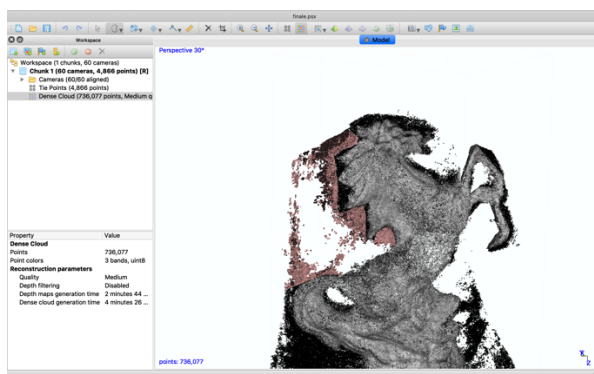 finale.psx
Workspace
Model
Workspace (1 chunks, 60 cameras)
Chunk 1 (60 cameras, 4,866 points) [R]
Cameras (60/60 aligned)
Tie Points (4,866 points)
Dense Cloud (736,077 points, Medium q
Perspective 30°
Property Value
Dense Cloud
Points 736,077
Point colors 3 bands, uint8
Reconstruction parameters
Quality Medium
Depth filtering Disabled
Depth maps generation time 2 minutes 44 ...
Dense cloud generation time 4 minutes 26 ...
points: 736,077
Z